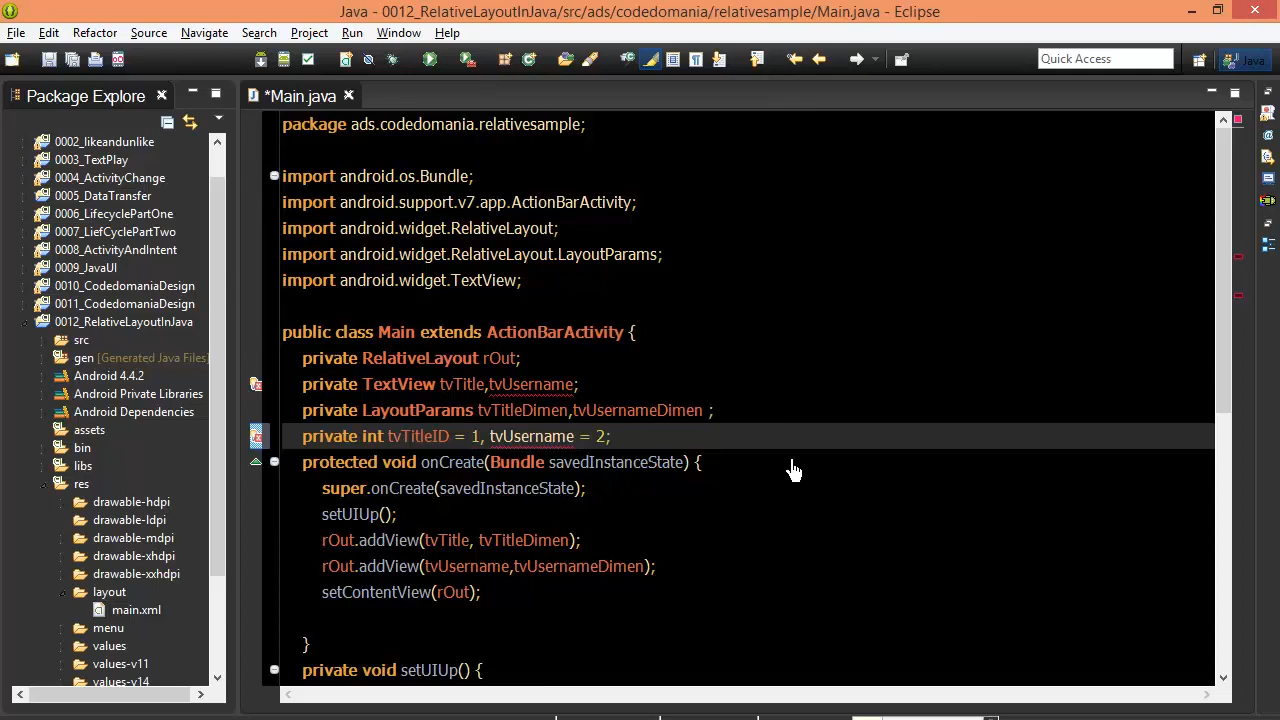 Java - 0012_RelativeLayoutInJava/src/ads/codedomania/relativesample/Main.java - Eclipse
File Edit Refactor Source Navigate Search Project Run Window Help
Quick Access
Java
Package Explore
*Main.java
0002_likeandunlike
0003_TextPlay
0004_ActivityChange
0005_DataTransfer
0006_LifecyclePartOne
0007_LiefCyclePartTwo
0008_ActivityAndIntent
0009_JavaUI
0010_CodedomaniaDesign
0011_CodedomaniaDesign
0012_RelativeLayoutInJava
src
gen [Generated Java Files]
Android 4.4.2
Android Private Libraries
Android Dependencies
assets
bin
libs
res
drawable-hdpi
drawable-ldpi
drawable-mdpi
drawable-xhdpi
drawable-xxhdpi
layout
main.xml
menu
values
values-v11
values-v14
package ads.codedomania.relativesample;
import android.os.Bundle;
import android.support.v7.app.ActionBarActivity;
import android.widget.RelativeLayout;
import android.widget.RelativeLayout.LayoutParams;
import android.widget.TextView;
public class Main extends ActionBarActivity {
private RelativeLayout rOut;
private TextView tvTitle,tvUsername;
private LayoutParams tvTitleDimen,tvUsernameDimen ;
private int tvTitleID = 1, tvUsername = 2;
protected void onCreate(Bundle savedInstanceState) {
super.onCreate(savedInstanceState);
setUIUp();
rOut.addView(tvTitle, tvTitleDimen);
rOut.addView(tvUsername,tvUsernameDimen);
setContentView(rOut);
}
private void setUIUp() {